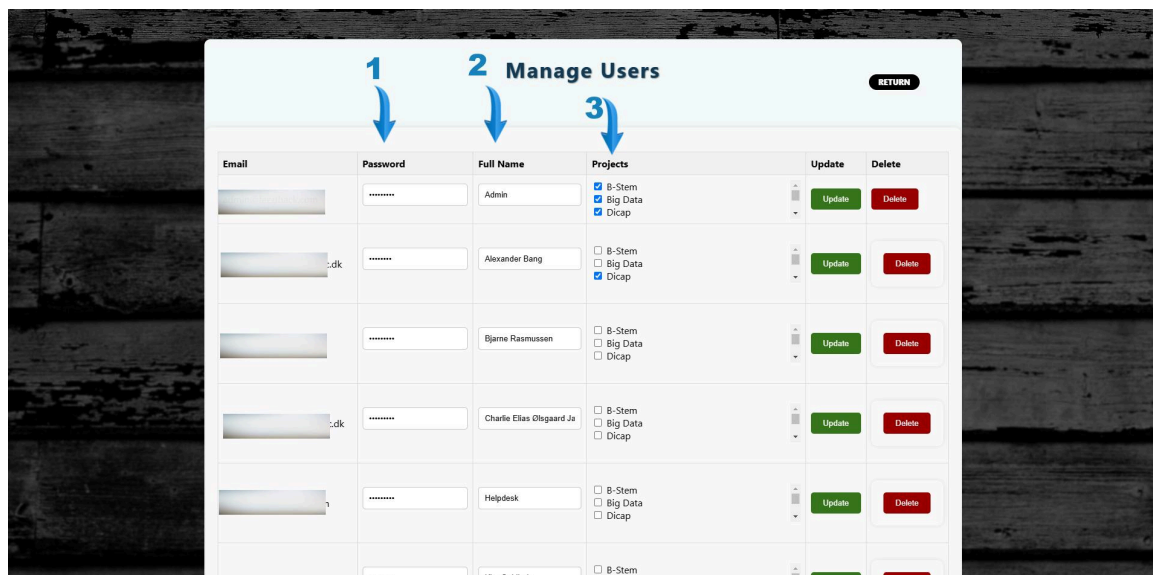 1
2
Manage Users
RETURN
3
Email Password Full Name Projects Update Delete
••••••••• Admin B-Stem Update Delete
Big Data
Dicap
.dk •••••••• Alexander Bang B-Stem Update Delete
Big Data
Dicap
••••••••• Bjarne Rasmussen B-Stem Update Delete
Big Data
Dicap
.dk ••••••••• Charlie Elias Ølsgaard Ja B-Stem Update Delete
Big Data
Dicap
••••••••• Helpdesk B-Stem Update Delete
Big Data
Dicap
B-Stem